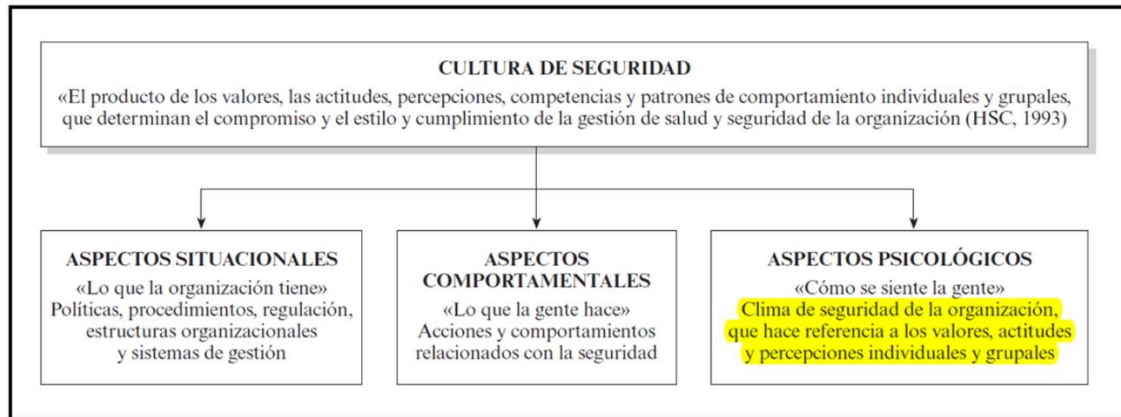 CULTURA DE SEGURIDAD
«El producto de los valores, las actitudes, percepciones, competencias y patrones de comportamiento individuales y grupales,
que determinan el compromiso y el estilo y cumplimiento de la gestión de salud y seguridad de la organización (HSC, 1993)
ASPECTOS SITUACIONALES
«Lo que la organización tiene»
Políticas, procedimientos, regulación,
estructuras organizacionales
y sistemas de gestión
ASPECTOS
COMPORTAMENTALES
«Lo que la gente hace»
Acciones y comportamientos
relacionados con la seguridad
ASPECTOS PSICOLÓGICOS
«Cómo se siente la gente»
Clima de seguridad de la organización,
que hace referencia a los valores, actitudes
y percepciones individuales y grupales